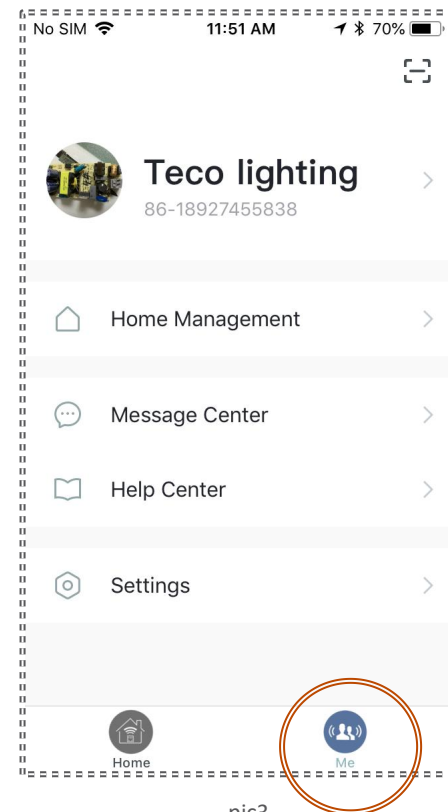 No SIM 11:51 AM 70%
Teco lighting
86-18927455838
Home Management
Message Center
Help Center
Settings
Home Me
pic3